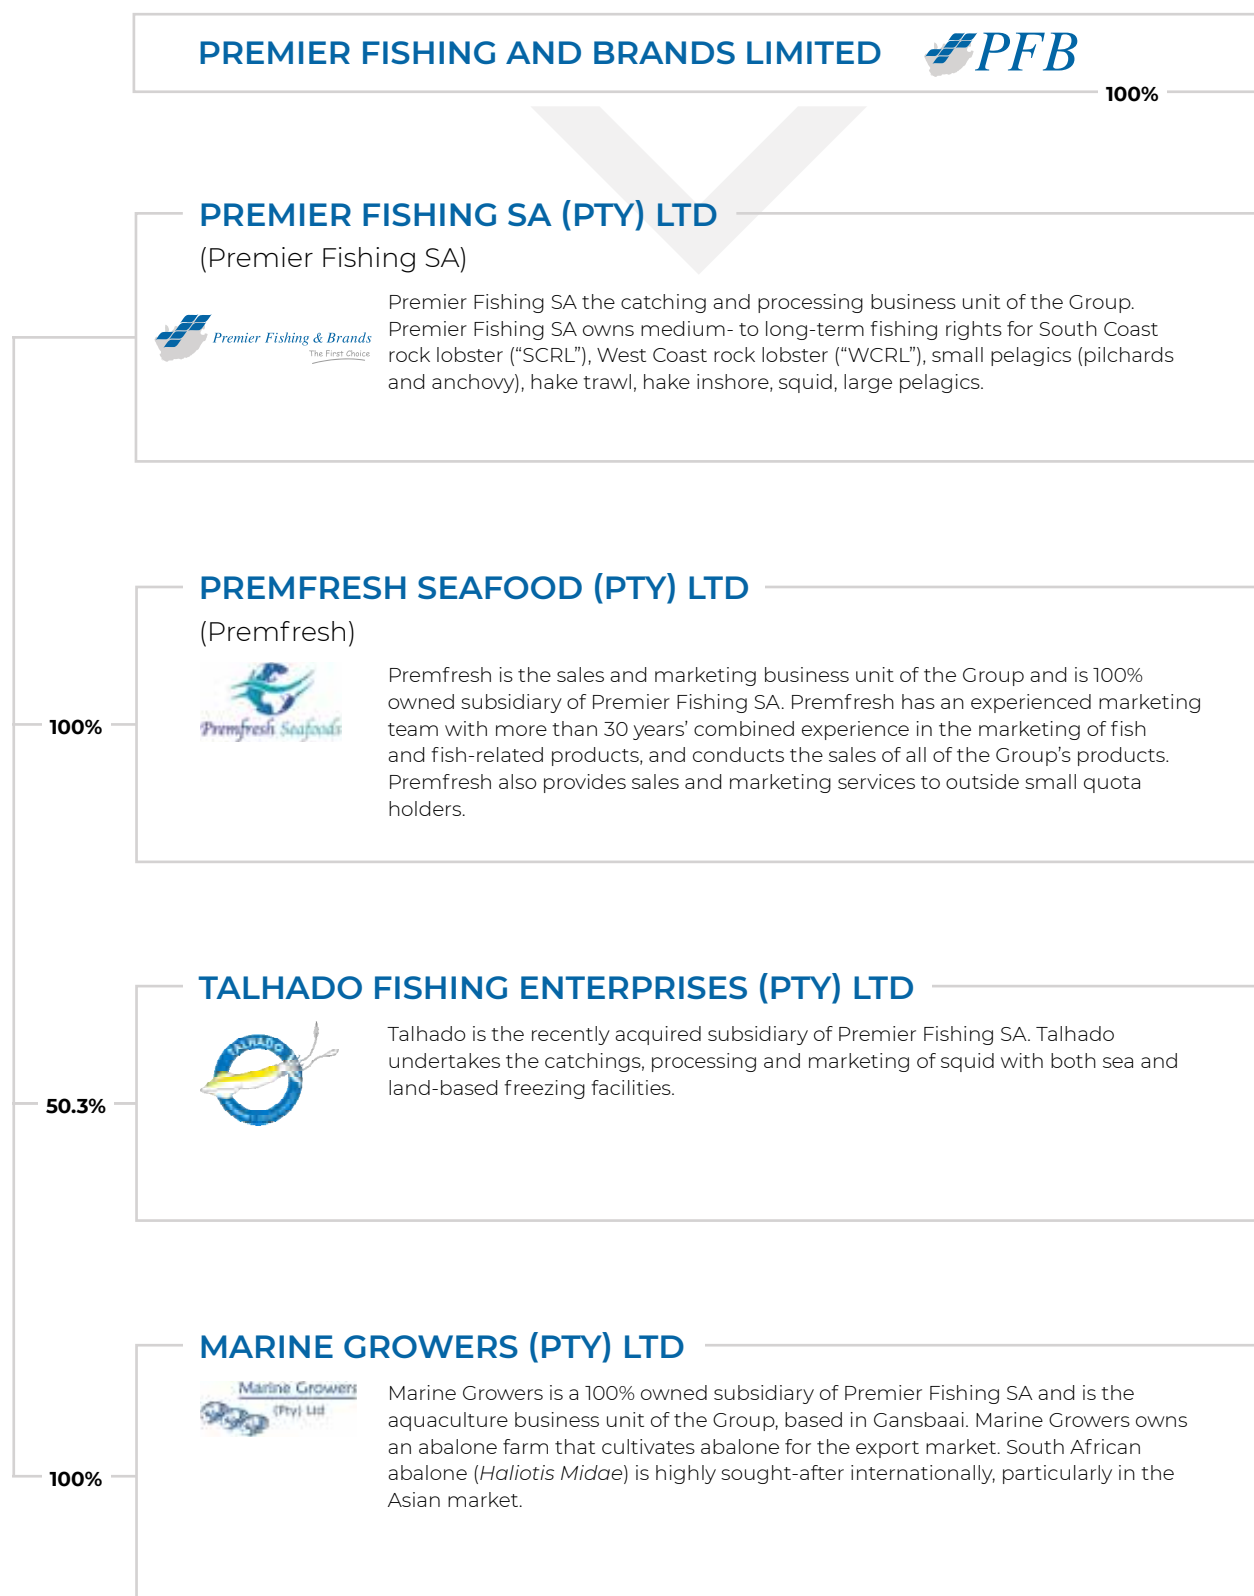 PREMIER FISHING AND BRANDS LIMITED
PFB
100%
PREMIER FISHING SA (PTY) LTD
(Premier Fishing SA)
Premier Fishing & Brands
The First Choice
Premier Fishing SA the catching and processing business unit of the Group.
Premier Fishing SA owns medium- to long-term fishing rights for South Coast
rock lobster (“SCRL”), West Coast rock lobster (“WCRL”), small pelagics (pilchards
and anchovy), hake trawl, hake inshore, squid, large pelagics.
PREMFRESH SEAFOOD (PTY) LTD
(Premfresh)
Premfresh Seafoods
Premfresh is the sales and marketing business unit of the Group and is 100%
owned subsidiary of Premier Fishing SA. Premfresh has an experienced marketing
team with more than 30 years’ combined experience in the marketing of fish
and fish-related products, and conducts the sales of all of the Group’s products.
Premfresh also provides sales and marketing services to outside small quota
holders.
100%
TALHADO FISHING ENTERPRISES (PTY) LTD
TALHADO
Talhado is the recently acquired subsidiary of Premier Fishing SA. Talhado
undertakes the catchings, processing and marketing of squid with both sea and
land-based freezing facilities.
50.3%
MARINE GROWERS (PTY) LTD
Marine Growers
(Pty) Ltd
Marine Growers is a 100% owned subsidiary of Premier Fishing SA and is the
aquaculture business unit of the Group, based in Gansbaai. Marine Growers owns
an abalone farm that cultivates abalone for the export market. South African
abalone (Haliotis Midae) is highly sought-after internationally, particularly in the
Asian market.
100%